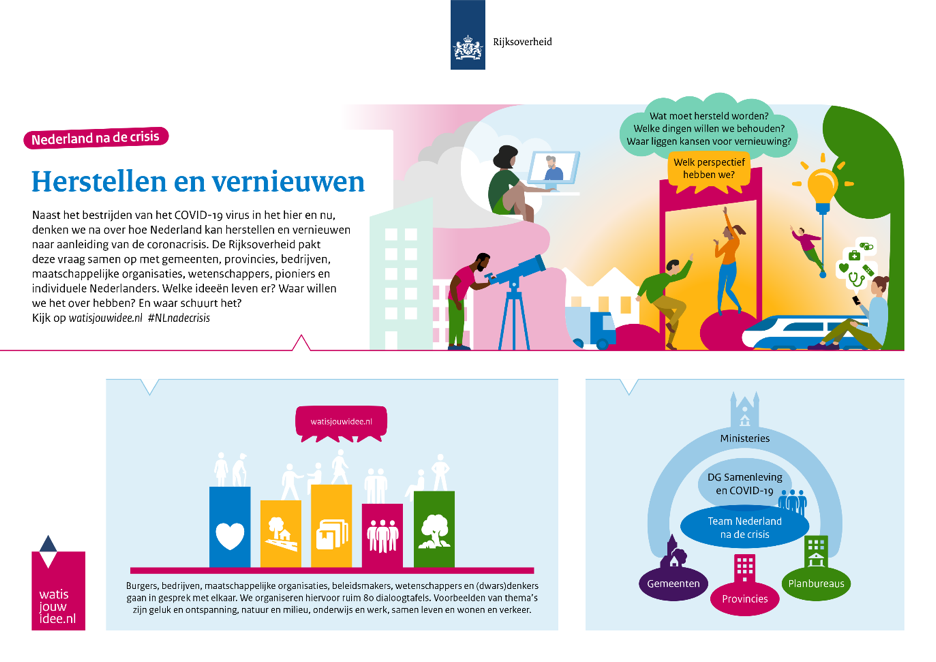 Rijksoverheid
Nederland na de crisis
Herstellen en vernieuwen
Naast het bestrijden van het COVID-19 virus in het hier en nu,
denken we na over hoe Nederland kan herstellen en vernieuwen
naar aanleiding van de coronacrisis. De Rijksoverheid pakt
deze vraag samen op met gemeenten, provincies, bedrijven,
maatschappelijke organisaties, wetenschappers, pioniers en
individuele Nederlanders. Welke ideeën leven er? Waar willen
we het over hebben? En waar schuurt het?
Kijk op watisjouwidee.nl #NLnadecrisis
Wat moet hersteld worden?
Welke dingen willen we behouden?
Waar liggen kansen voor vernieuwing?
Welk perspectief
hebben we?
watisjouwidee.nl
Burgers, bedrijven, maatschappelijke organisaties, beleidsmakers, wetenschappers en (dwars)denkers
gaan in gesprek met elkaar. We organiseren hiervoor ruim 80 dialoogtafels. Voorbeelden van thema's
zijn geluk en ontspanning, natuur en milieu, onderwijs en werk, samen leven en wonen en verkeer.
watis
jouw
idee.nl
Ministeries
DG Samenleving
en COVID-19
Team Nederland
na de crisis
Gemeenten
Provincies
Planbureaus